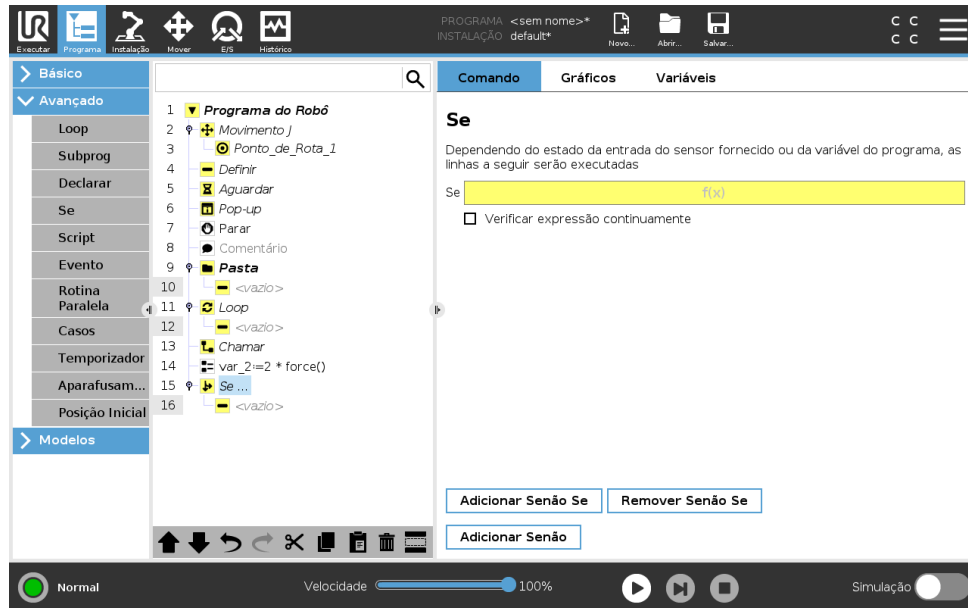 PROGRAMA <sem nome>*
INSTALAÇÃO default*
UR
C C
C C
Executar Programa Instalação Mover E/S Histórico Novo... Abrir... Salvar...
Básico
Avançado
Loop
Subprog
Declarar
Se
Script
Evento
Rotina
Paralela
Casos
Temporizador
Aparafusam...
Posição Inicial
Modelos
1 Programa do Robô
2 Movimento J
3 Ponto_de_Rota_1
4 Definir
5 Aguardar
6 Pop-up
7 Parar
8 Comentário
9 Pasta
10 <vazio>
11 Loop
12 <vazio>
13 Chamar
14 var_2:=2 * force()
15 Se ...
16 <vazio>
Comando Gráficos Variáveis
Se
Dependendo do estado da entrada do sensor fornecido ou da variável do programa, as
linhas a seguir serão executadas
Se f(x)
Verificar expressão continuamente
Adicionar Senão Se Remover Senão Se
Adicionar Senão
Normal Velocidade 100% Simulação